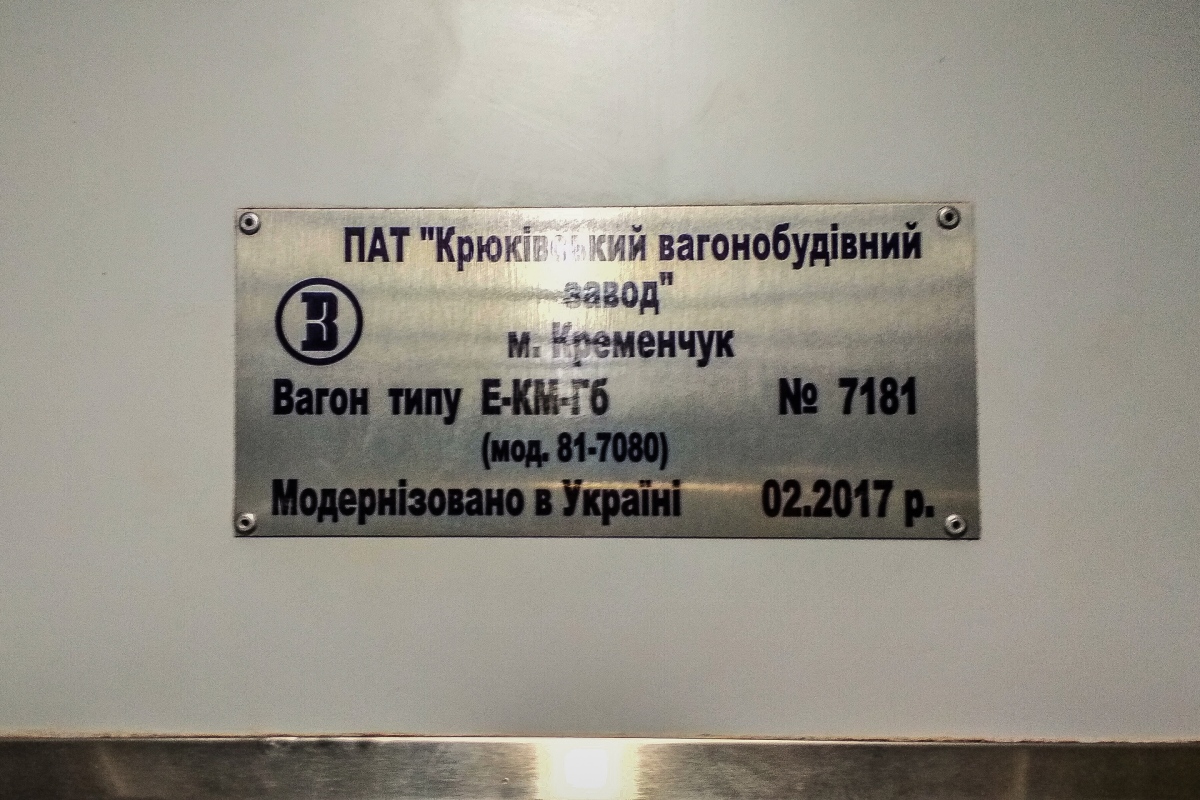 ПАТ "Крюківський вагонобудівний
завод"
В
м. Кременчук
Вагон типу Е-КМ-Гб № 7181
(мод. 81-7080)
Модернізовано в Україні 02.2017 р.